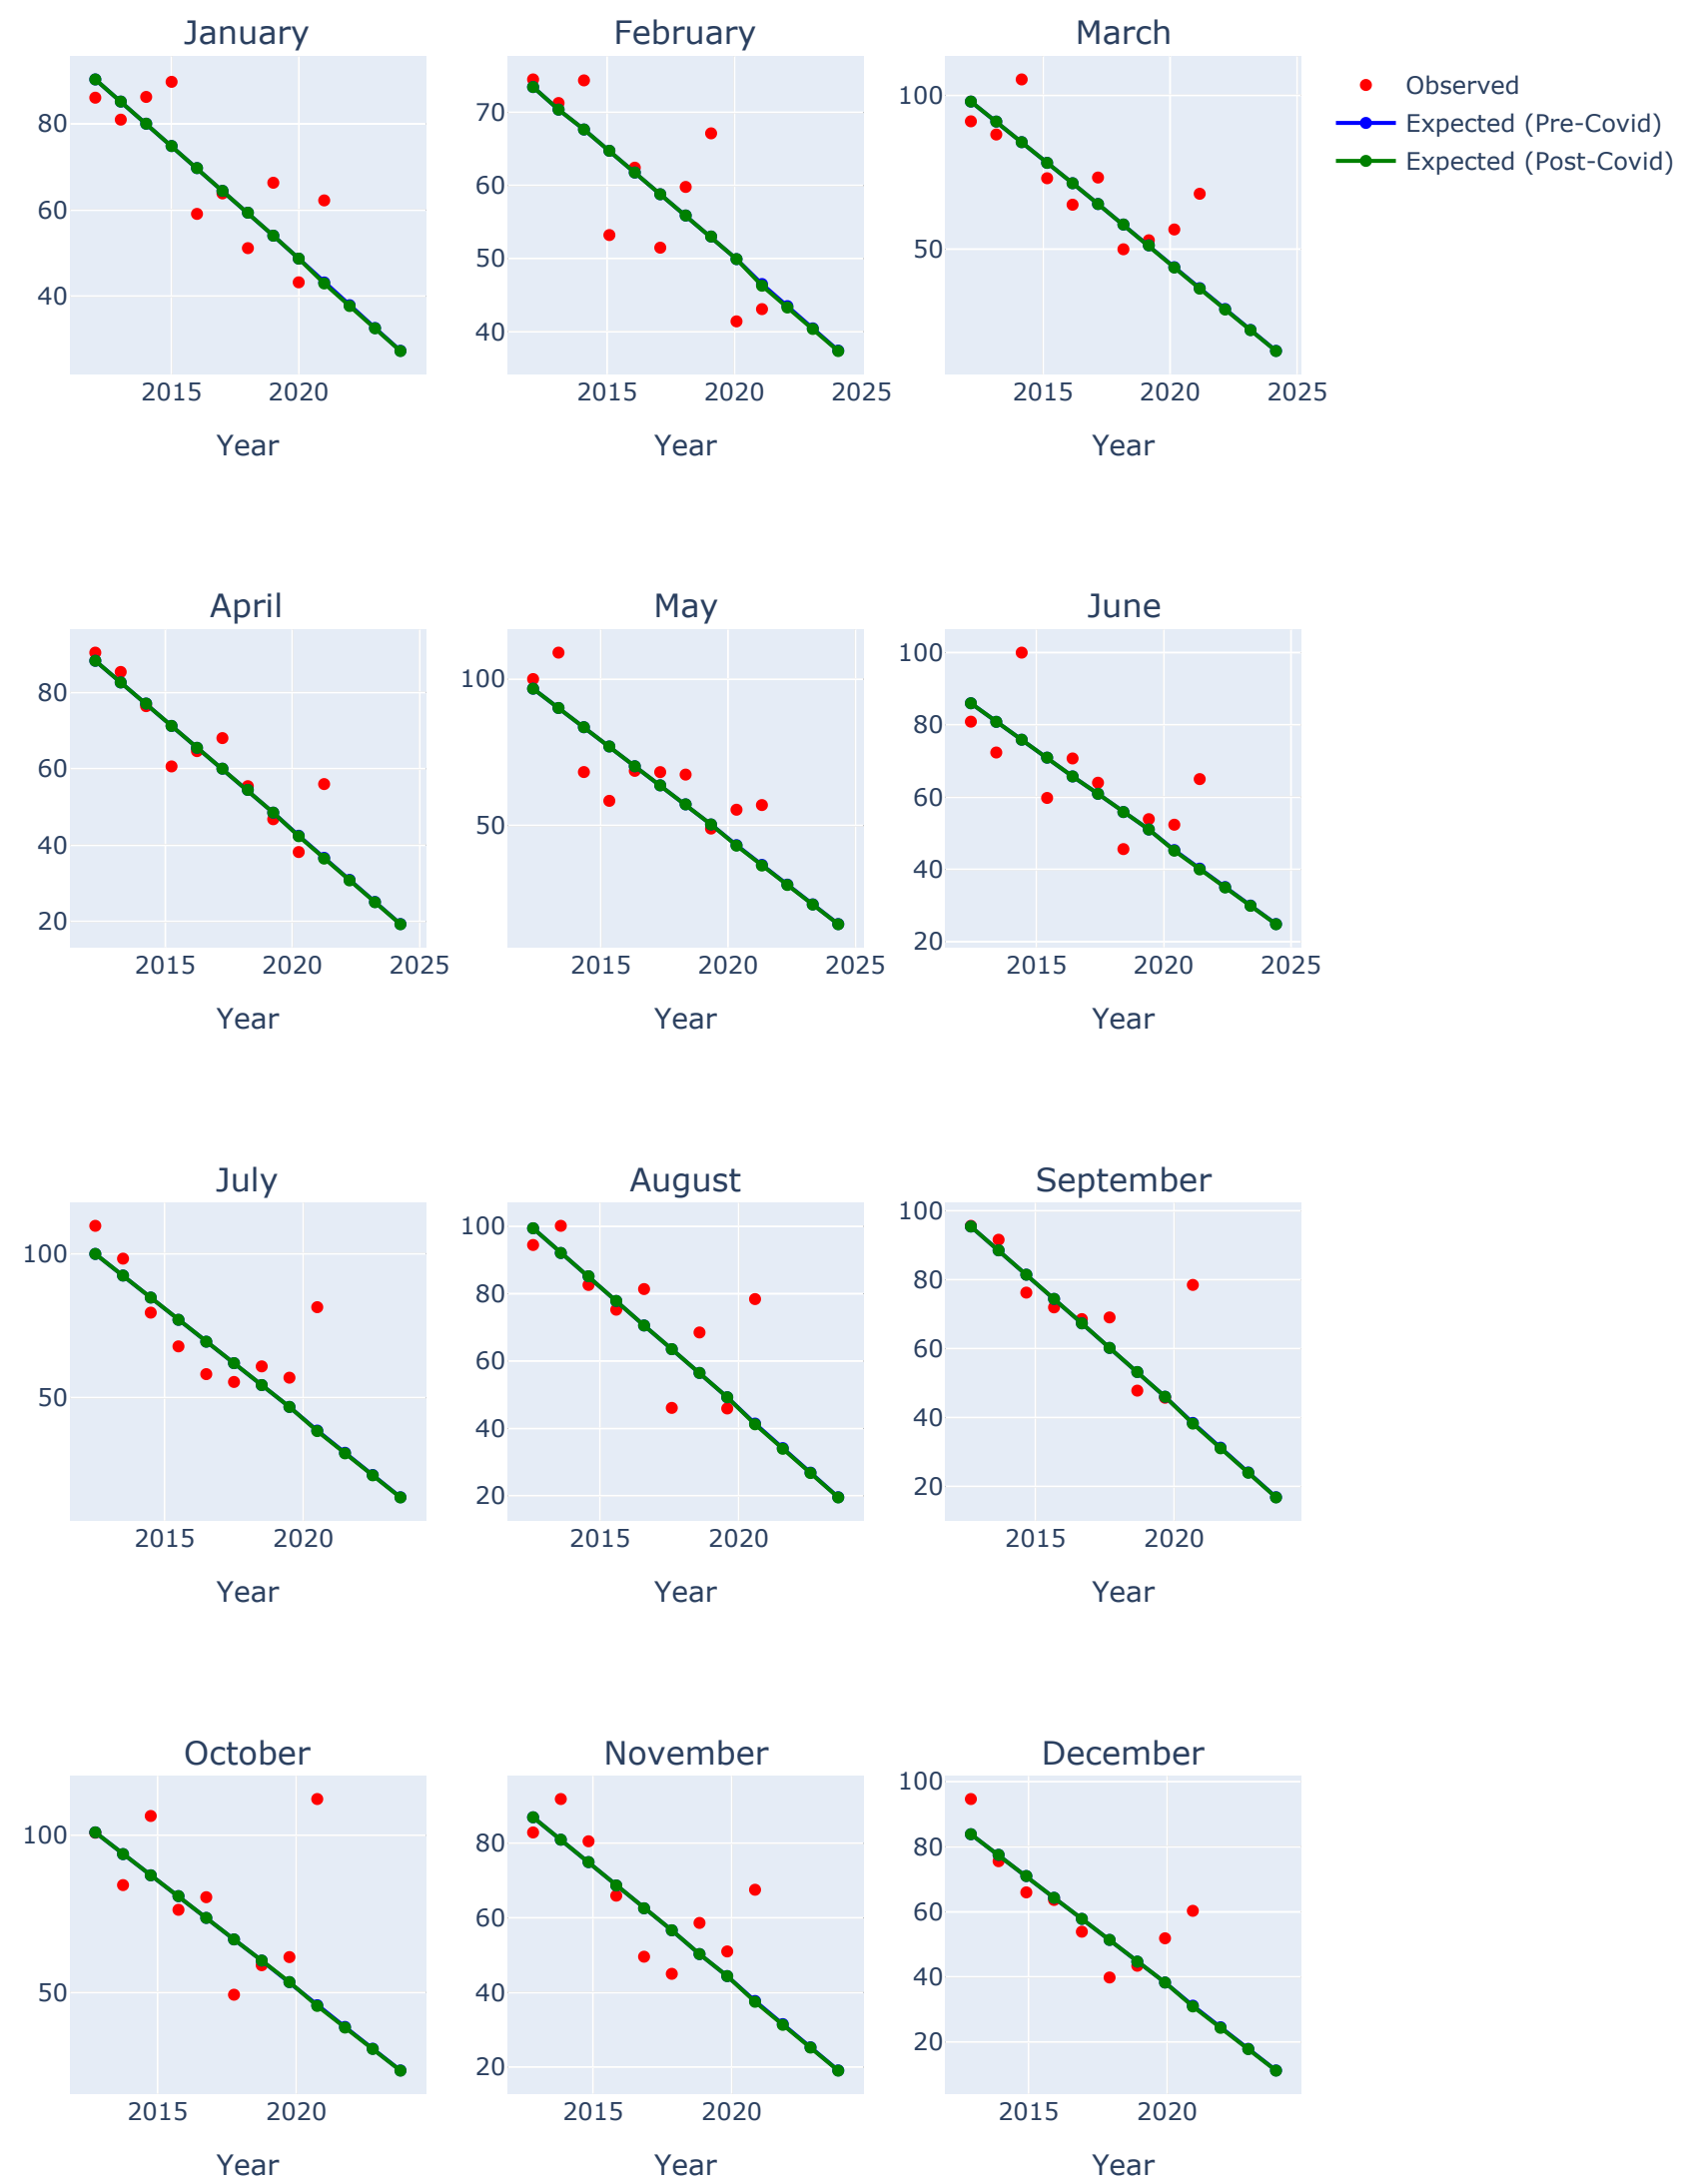 January
February
March
Observed
Expected (Pre-Covid)
Expected (Post-Covid)
80
60
40
2015
2020
Year
70
60
50
40
2015
2020
2025
Year
100
50
2015
2020
2025
Year
April
May
June
80
60
40
20
2015
2020
2025
Year
100
50
2015
2020
2025
Year
100
80
60
40
20
2015
2020
2025
Year
July
August
September
100
50
2015
2020
Year
100
80
60
40
20
2015
2020
Year
100
80
60
40
20
2015
2020
Year
October
November
December
100
50
2015
2020
Year
80
60
40
20
2015
2020
Year
100
80
60
40
20
2015
2020
Year